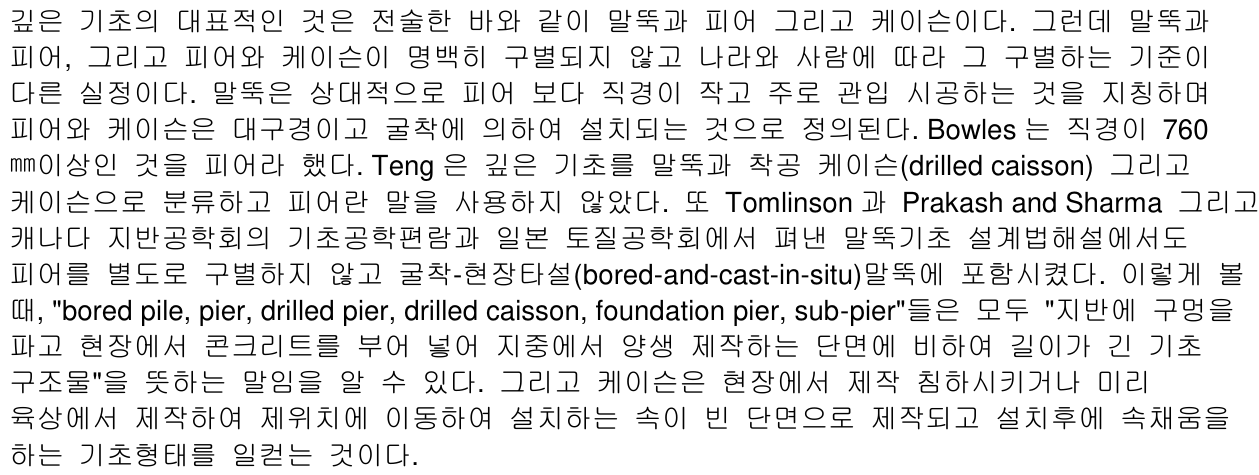 깊은 기초의 대표적인 것은 전술한 바와 같이 말뚝과 피어 그리고 케이슨이다. 그런데 말뚝과
피어, 그리고 피어와 케이슨이 명백히 구별되지 않고 나라와 사람에 따라 그 구별하는 기준이
다른 실정이다. 말뚝은 상대적으로 피어 보다 직경이 작고 주로 관입 시공하는 것을 지칭하며
피어와 케이슨은 대구경이고 굴착에 의하여 설치되는 것으로 정의된다. Bowles 는 직경이 760
㎜이상인 것을 피어라 했다. Teng 은 깊은 기초를 말뚝과 착공 케이슨(drilled caisson) 그리고
케이슨으로 분류하고 피어란 말을 사용하지 않았다. 또 Tomlinson 과 Prakash and Sharma 그리고
캐나다 지반공학회의 기초공학편람과 일본 토질공학회에서 펴낸 말뚝기초 설계법해설에서도
피어를 별도로 구별하지 않고 굴착-현장타설(bored-and-cast-in-situ)말뚝에 포함시켰다. 이렇게 볼
때, "bored pile, pier, drilled pier, drilled caisson, foundation pier, sub-pier"들은 모두 "지반에 구멍을
파고 현장에서 콘크리트를 부어 넣어 지중에서 양생 제작하는 단면에 비하여 길이가 긴 기초
구조물"을 뜻하는 말임을 알 수 있다. 그리고 케이슨은 현장에서 제작 침하시키거나 미리
육상에서 제작하여 제위치에 이동하여 설치하는 속이 빈 단면으로 제작되고 설치후에 속채움을
하는 기초형태를 일컫는 것이다.